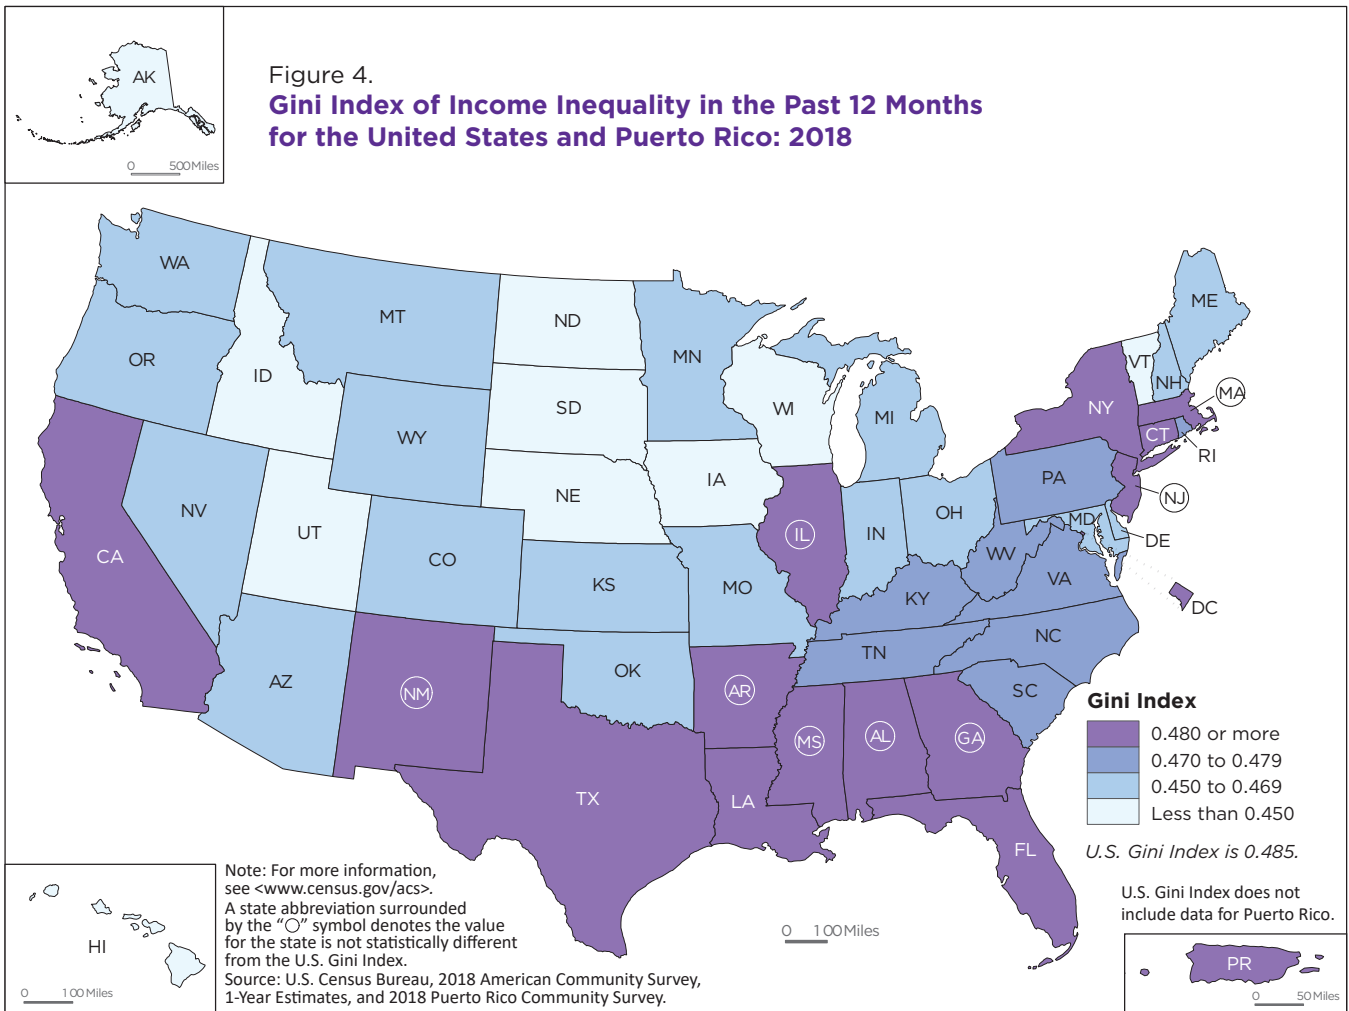 AK
0 500 Miles
Figure 4.
Gini Index of Income Inequality in the Past 12 Months
for the United States and Puerto Rico: 2018
WA
MT
ND
MN
ME
OR
ID
SD
WI
MI
VT
NH
NY
MA
WY
CT
RI
NV
UT
NE
IA
PA
NJ
CA
CO
KS
MO
IL
IN
OH
MD
DE
WV
VA
DC
KY
AZ
NM
OK
AR
TN
NC
SC
TX
LA
MS
AL
GA
FL
Gini Index
0.480 or more
0.470 to 0.479
0.450 to 0.469
Less than 0.450
U.S. Gini Index is 0.485.
U.S. Gini Index does not
include data for Puerto Rico.
HI
0 100 Miles
Note: For more information,
see <www.census.gov/acs>.
A state abbreviation surrounded
by the “○” symbol denotes the value
for the state is not statistically different
from the U.S. Gini Index.
Source: U.S. Census Bureau, 2018 American Community Survey,
1-Year Estimates, and 2018 Puerto Rico Community Survey.
0 100 Miles
PR
0 50 Miles